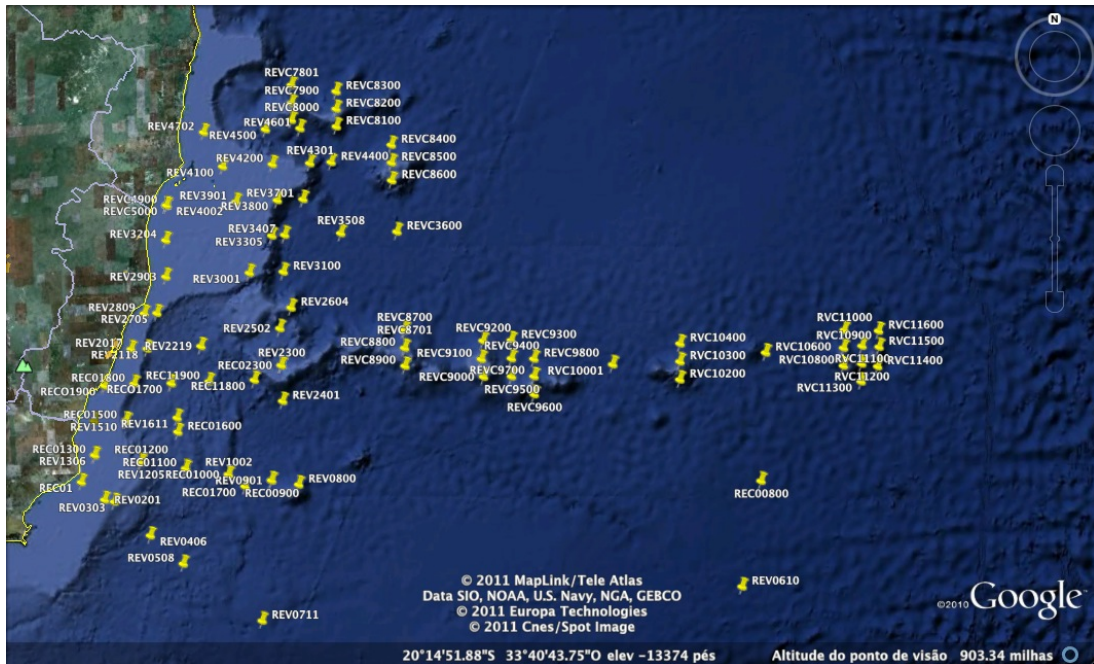 N
REVC7801
REVC7900
REVC8300
REVC8000
REVC8200
REV4702
REV4601
REVC8100
REV4500
REVC8400
REV4301
REV4200
REV4400
REVC8500
REV4100
REVC8600
REVC4900
REV3901
REV3701
REVC5000
REV4002
REV3800
REV3508
REVC3600
REV3204
REV3407
REV3305
REV2903
REV3001
REV3100
REV2809
REV2604
REV2705
REVC8700
RVC11000
REV2502
REVC8701
REVC9200
REVC9300
RVC11600
REV2017
REV2219
REVC8800
REVC9400
RVC10400
RVC10900
REV2118
REV2300
REVC9100
REVC9800
RVC10600
RVC11500
REVC8900
RVC10300
RVC10800
RVC11100
RVC11400
REC02300
REVC9700
RVC10001
REC01800
REC11900
REVC9000
RVC10200
RVC11200
RECO1900
RECO1700
REC11800
REVC9500
RVC11300
REV2401
REVC9600
REC01500
REV1510
REV1611
REC01600
REC01300
REC01200
REV1306
REC01100
REV1002
REC01
REV1205
REC01000
REV0901
REV0800
REC01700
REC00900
REC00800
REV0303
REV0201
REV0406
REV0508
REV0610
REV0711
© 2011 MapLink/Tele Atlas
Data SIO, NOAA, U.S. Navy, NGA, GEBCO
© 2011 Europa Technologies
© 2011 Cnes/Spot Image
©2010 Google
20°14'51.88"S 33°40'43.75"O elev -13374 pés Altitude do ponto de visão 903.34 milhas